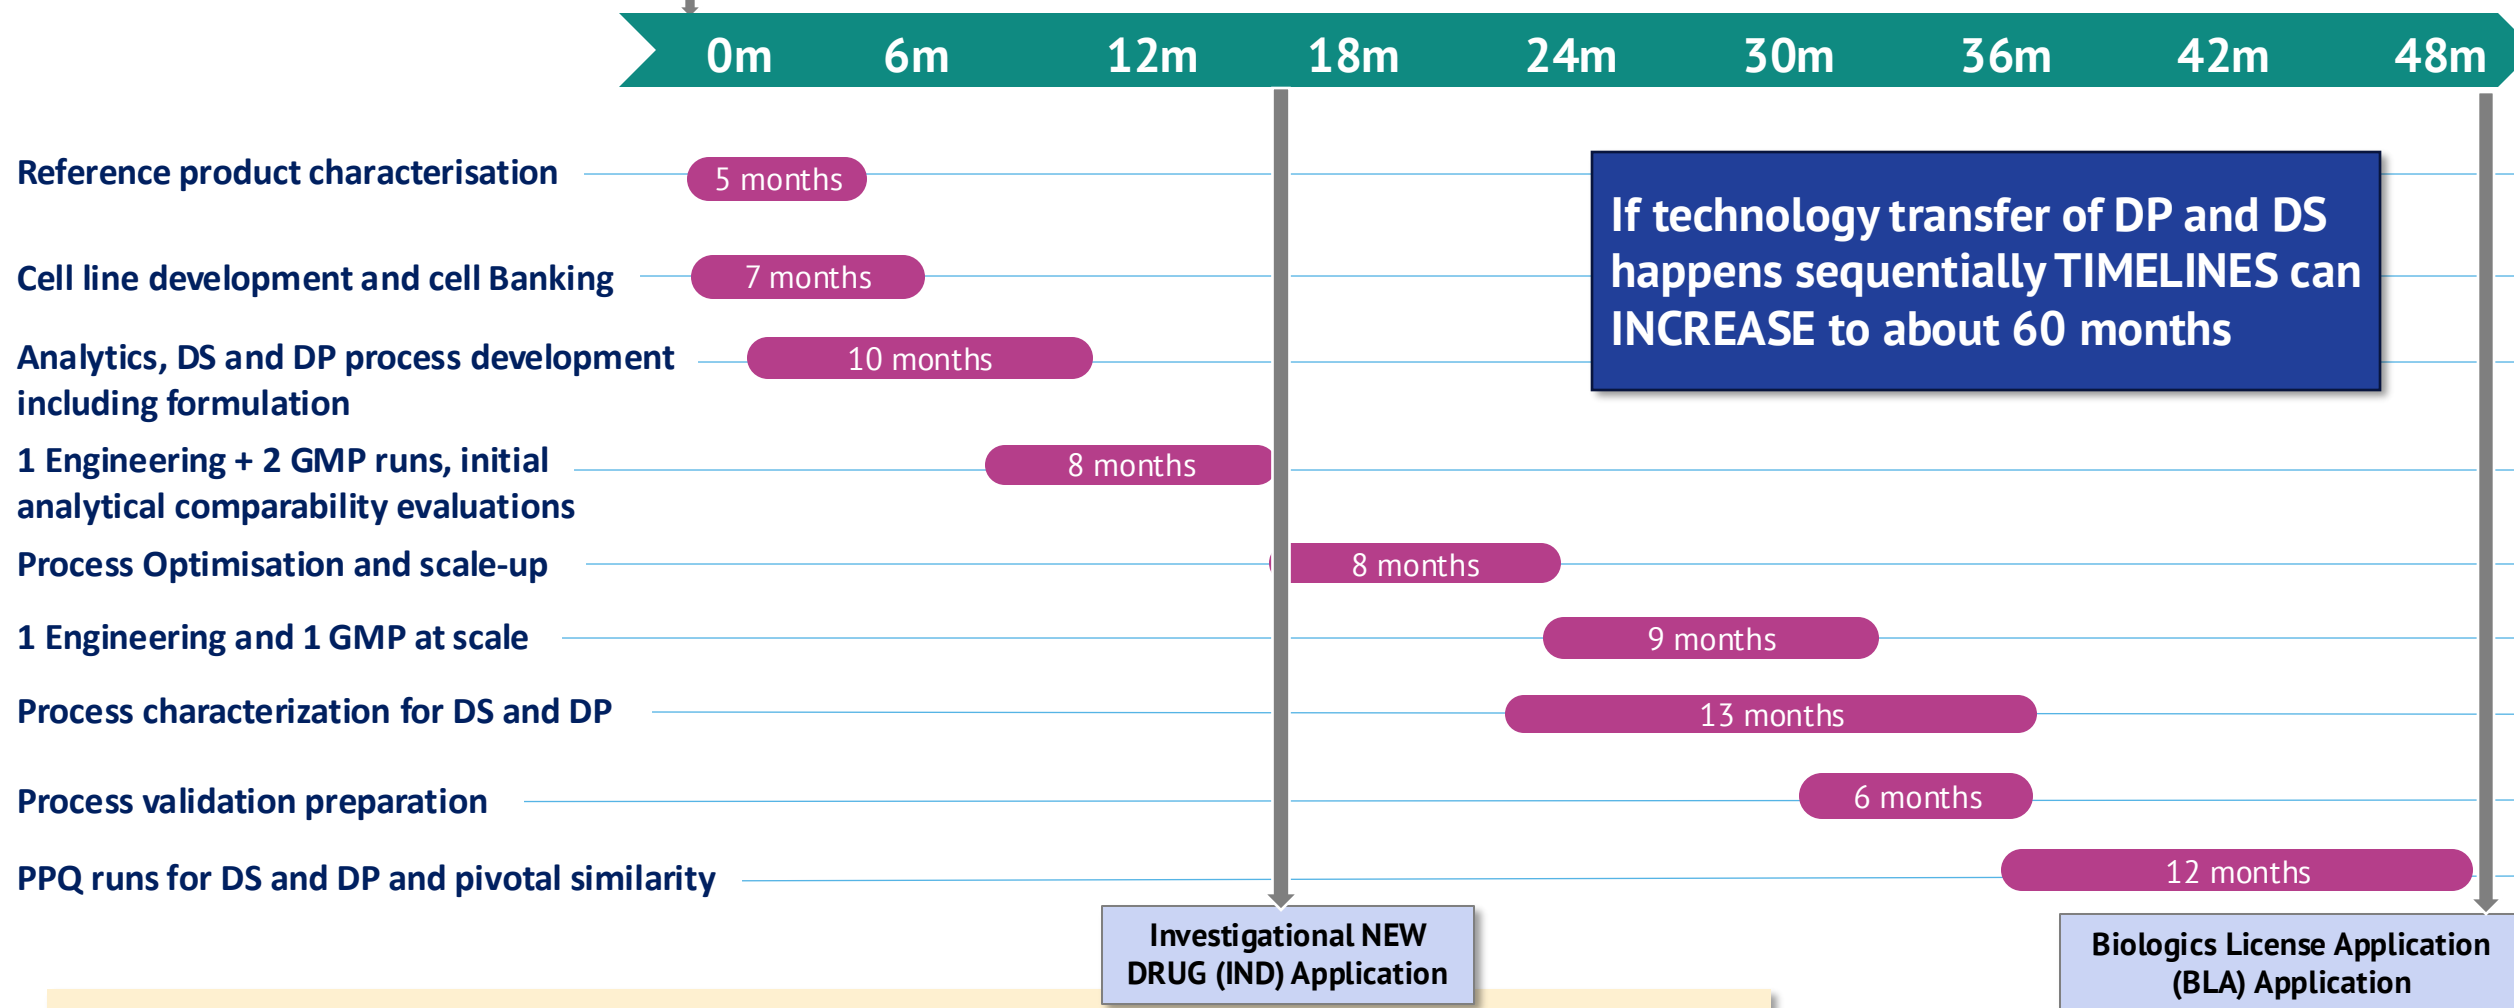 0m 6m 12m 18m 24m 30m 36m 42m 48m
Reference product characterisation
5 months
Cell line development and cell Banking
7 months
Analytics, DS and DP process development
including formulation
10 months
1 Engineering + 2 GMP runs, initial
analytical comparability evaluations
8 months
Process Optimisation and scale-up
8 months
1 Engineering and 1 GMP at scale
9 months
Process characterization for DS and DP
13 months
Process validation preparation
6 months
PPQ runs for DS and DP and pivotal similarity
12 months
If technology transfer of DP and DS
happens sequentially TIMELINES can
INCREASE to about 60 months
Investigational NEW
DRUG (IND) Application
Biologics License Application
(BLA) Application